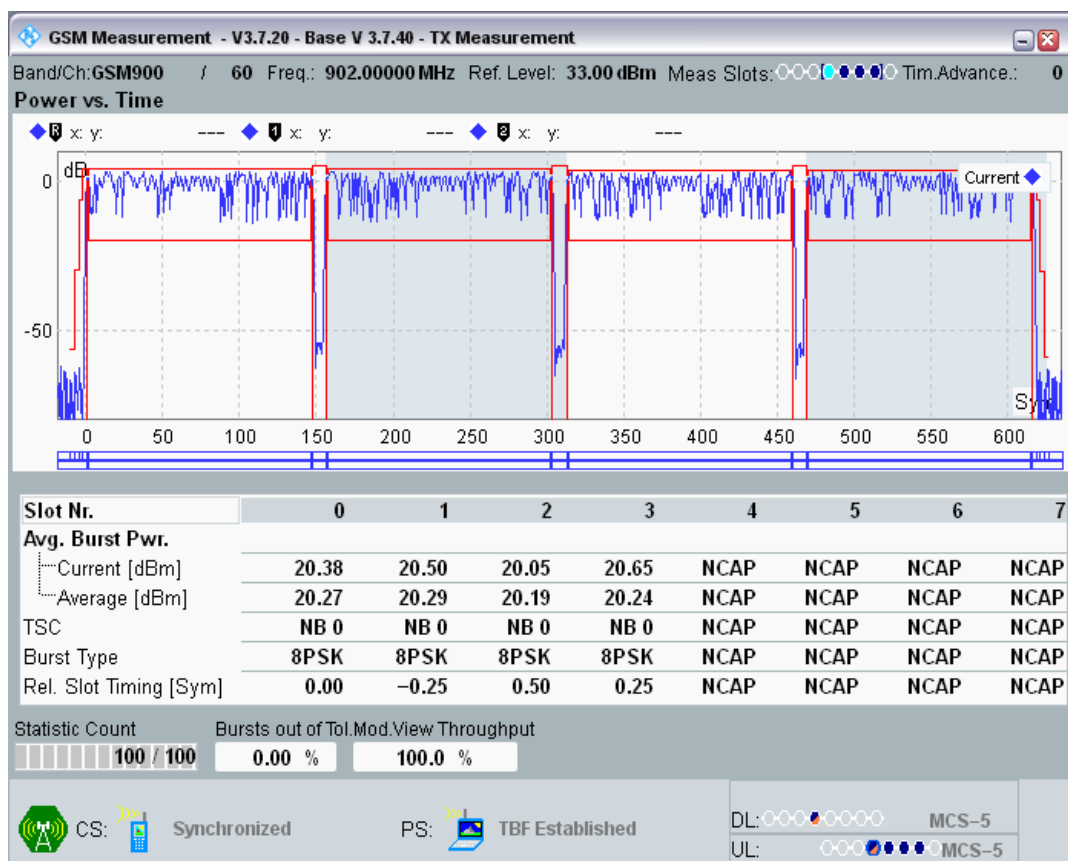 GSM Measurement - V3.7.20 - Base V 3.7.40 - TX Measurement
Band/Ch:GSM900 / 60 Freq.: 902.00000 MHz Ref. Level: 33.00 dBm Meas Slots: Tim.Advance.: 0
Power vs. Time
R x: y: --- 1 x: y: --- 2 x: y: ---
dB
Current
0
-50
0 50 100 150 200 250 300 350 400 450 500 550 600
Slot Nr. 0 1 2 3 4 5 6 7
Avg. Burst Pwr.
Current [dBm] 20.38 20.50 20.05 20.65 NCAP NCAP NCAP NCAP
Average [dBm] 20.27 20.29 20.19 20.24 NCAP NCAP NCAP NCAP
TSC NB 0 NB 0 NB 0 NB 0 NCAP NCAP NCAP NCAP
Burst Type 8PSK 8PSK 8PSK 8PSK NCAP NCAP NCAP NCAP
Rel. Slot Timing [Sym] 0.00 −0.25 0.50 0.25 NCAP NCAP NCAP NCAP
Statistic Count Bursts out of Tol.Mod.View Throughput
100 / 100 0.00 % 100.0 %
CS: Synchronized PS: TBF Established
DL: MCS−5
UL: MCS−5